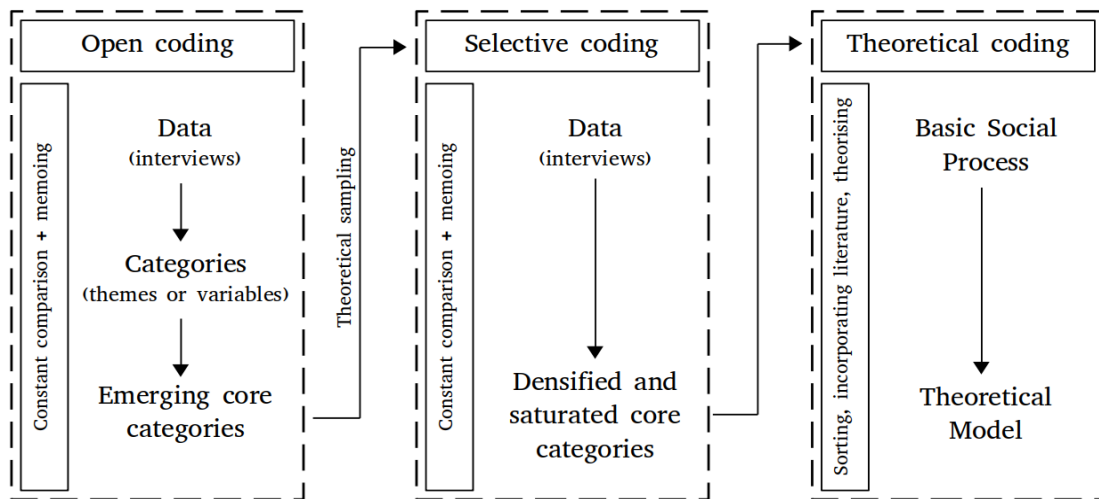 Open coding
Constant comparison + memoing
Data
(interviews)
Categories
(themes or variables)
Emerging core
categories
Theoretical sampling
Selective coding
Constant comparison + memoing
Data
(interviews)
Densified and
saturated core
categories
Theoretical coding
Sorting, incorporating literature, theorising
Basic Social
Process
Theoretical
Model